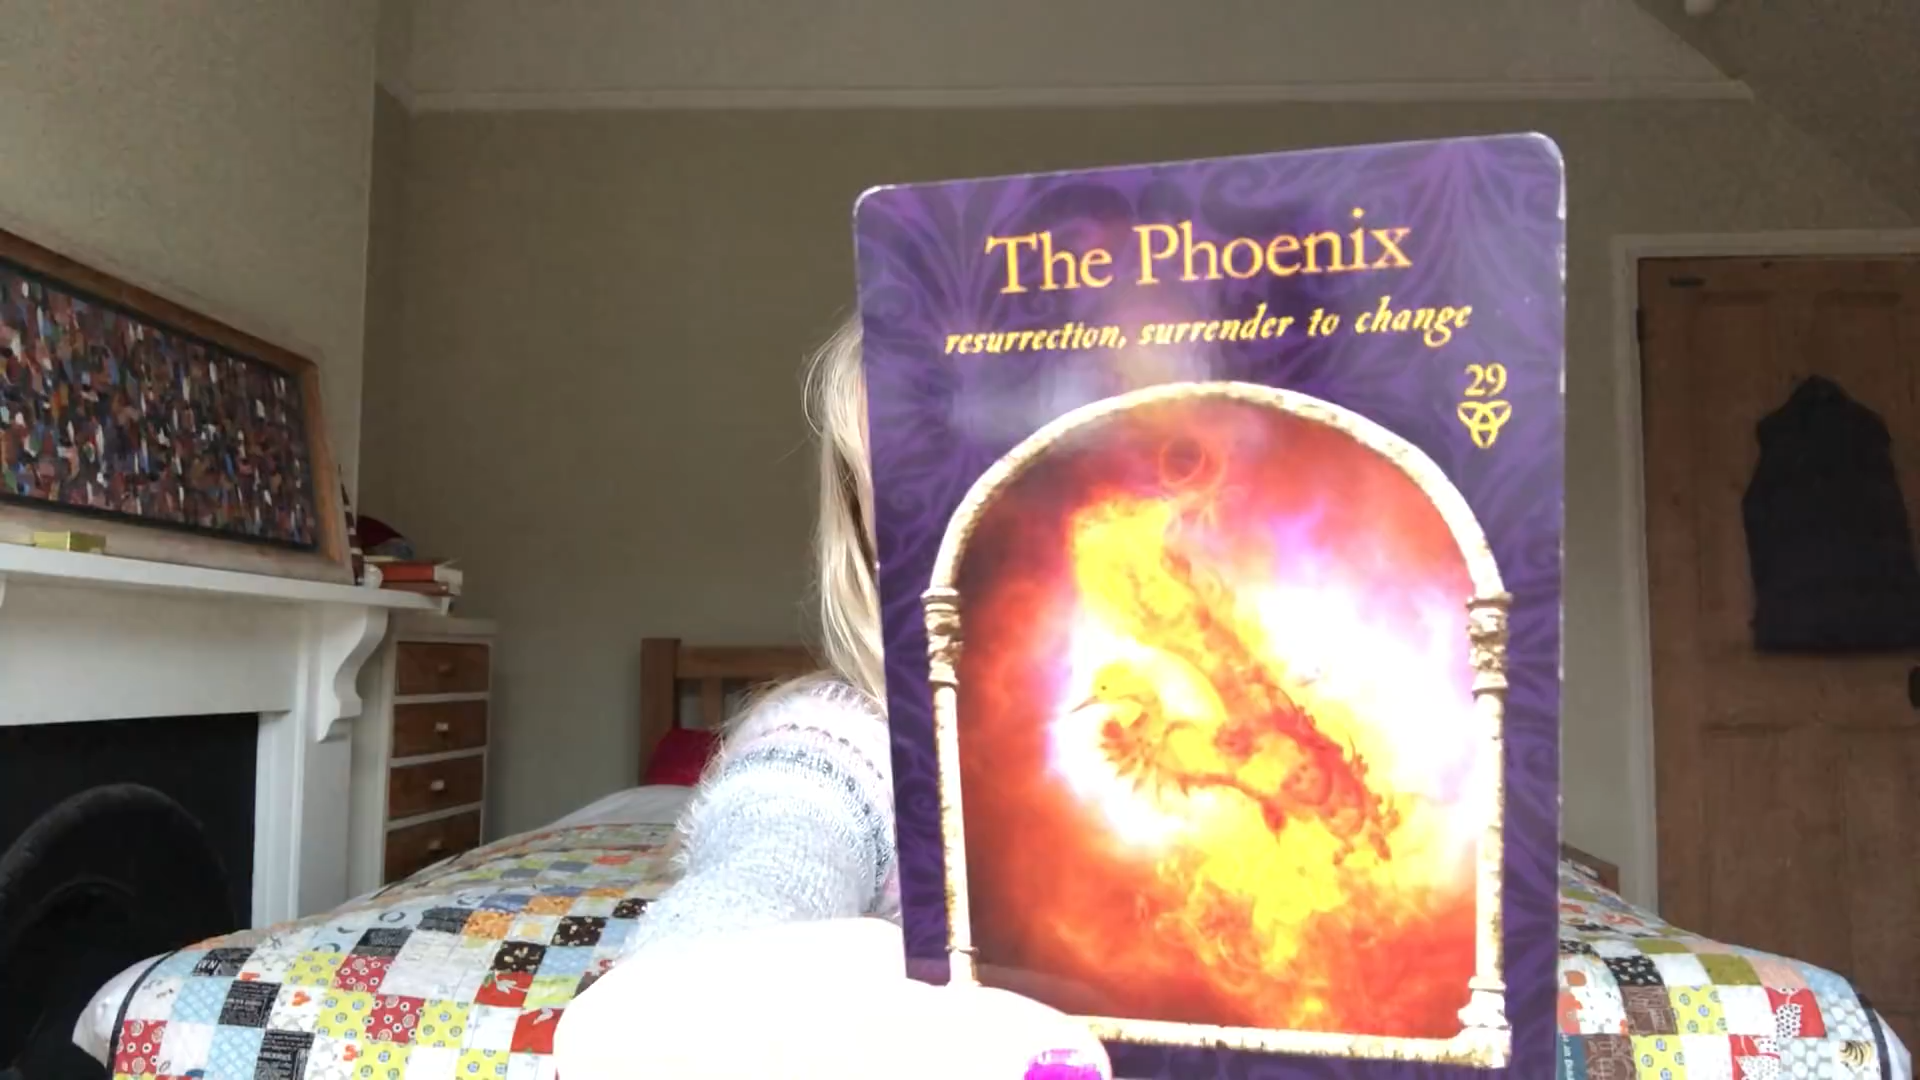 The Phoenix
resurrection, surrender to change
29